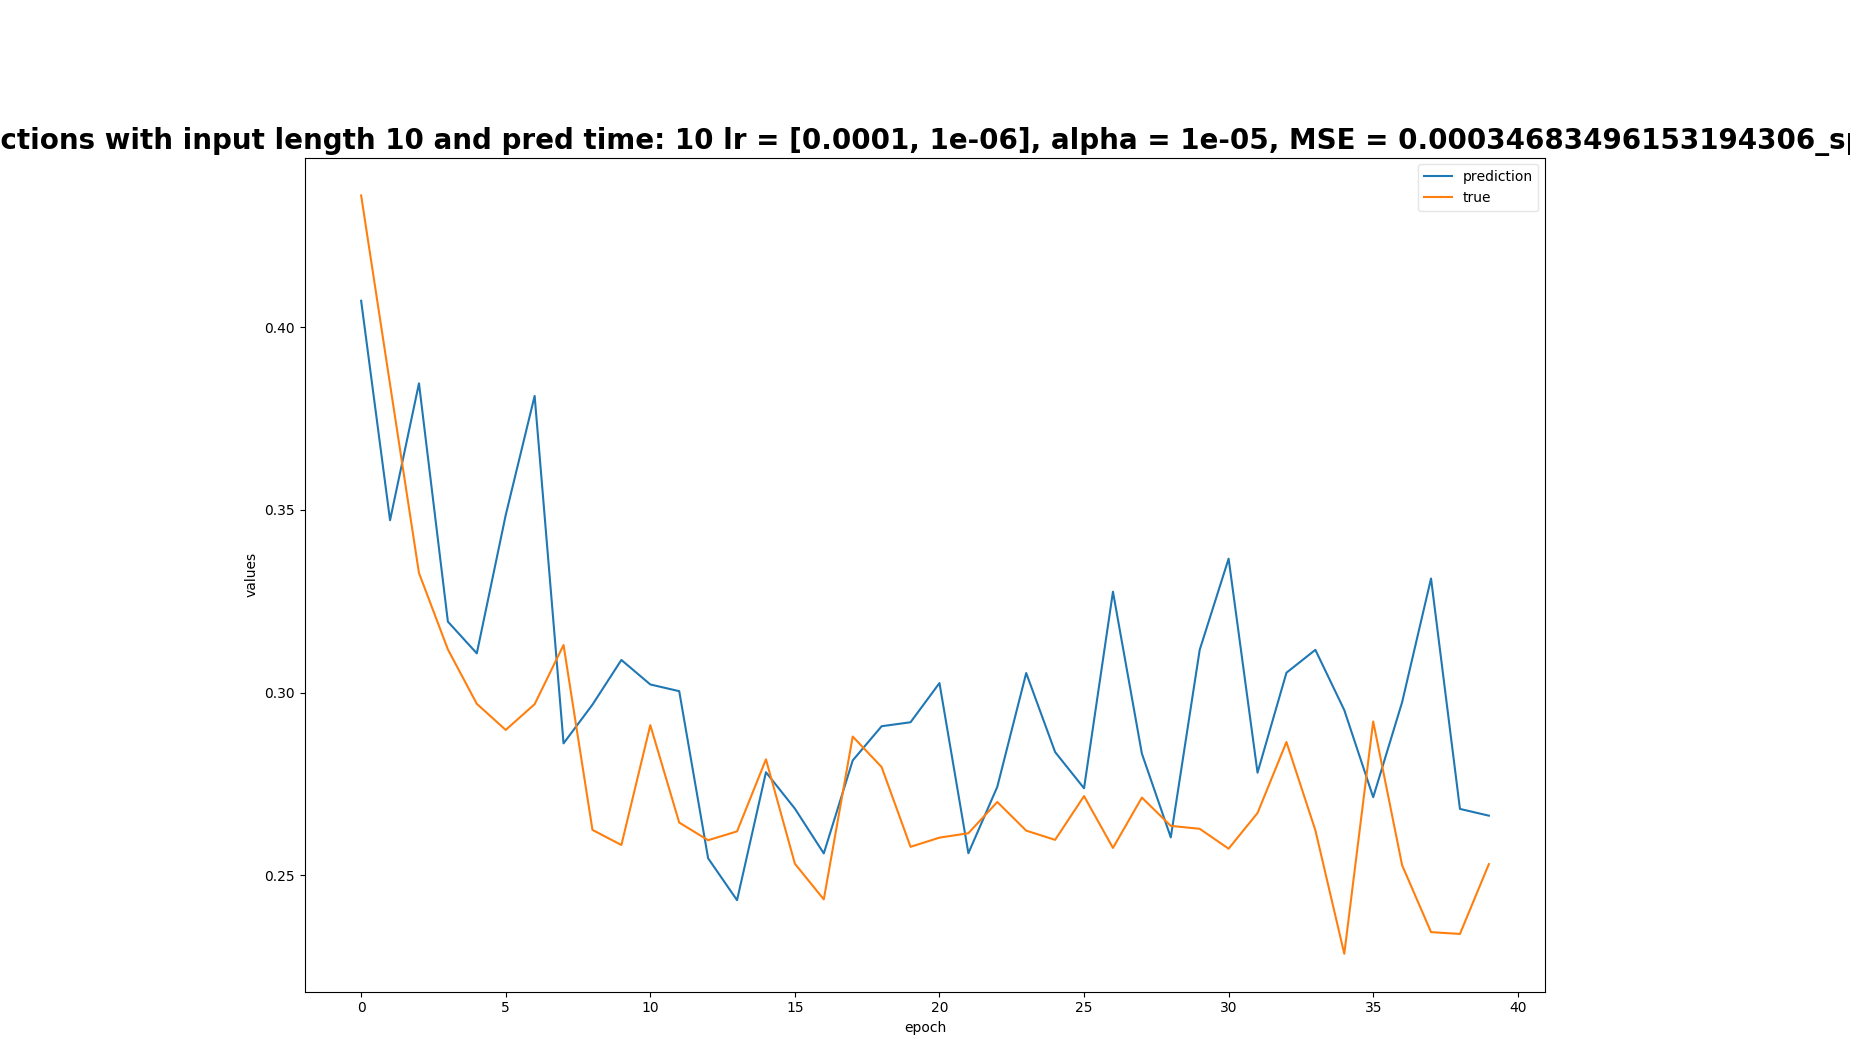 ctions with input length 10 and pred time: 10 lr = [0.0001, 1e-06], alpha = 1e-05, MSE = 0.00034683496153194306_sp
prediction
true
0.40
0.35
0.30
0.25
values
0 5 10 15 20 25 30 35 40
epoch